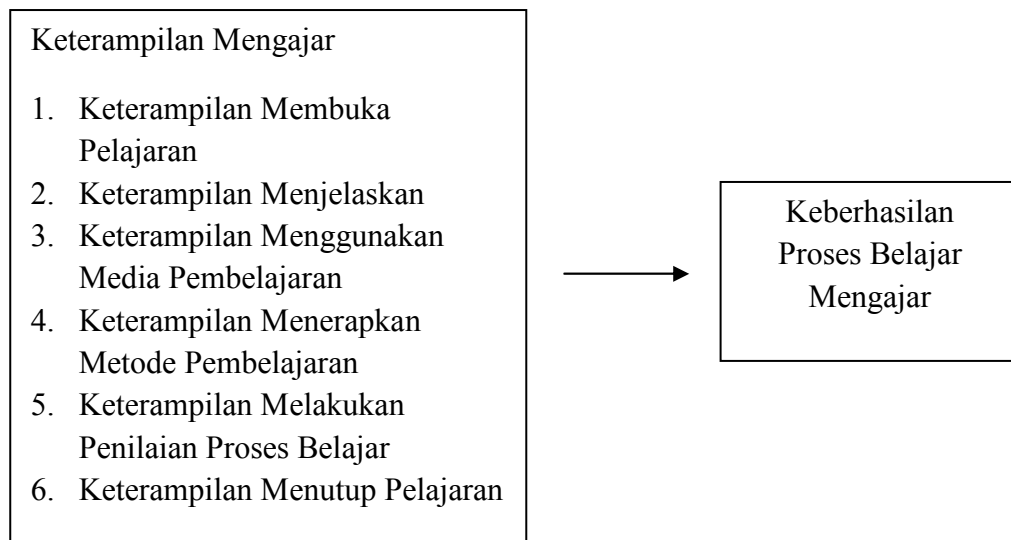 Keterampilan Mengajar
1. Keterampilan Membuka
Pelajaran
2. Keterampilan Menjelaskan
3. Keterampilan Menggunakan
Media Pembelajaran
4. Keterampilan Menerapkan
Metode Pembelajaran
5. Keterampilan Melakukan
Penilaian Proses Belajar
6. Keterampilan Menutup Pelajaran
Keberhasilan
Proses Belajar
Mengajar